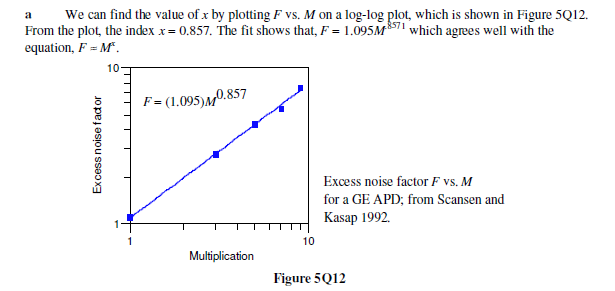 a We can find the value of x by plotting F vs. M on a log-log plot, which is shown in Figure 5Q12.
From the plot, the index x = 0.857. The fit shows that, F = 1.095M^.8571 which agrees well with the
equation, F = M^x.
10
F = (1.095)M^0.857
Excess noise factor
Excess noise factor F vs. M
for a GE APD; from Scansen and
Kasap 1992.
1
1
10
Multiplication
Figure 5Q12